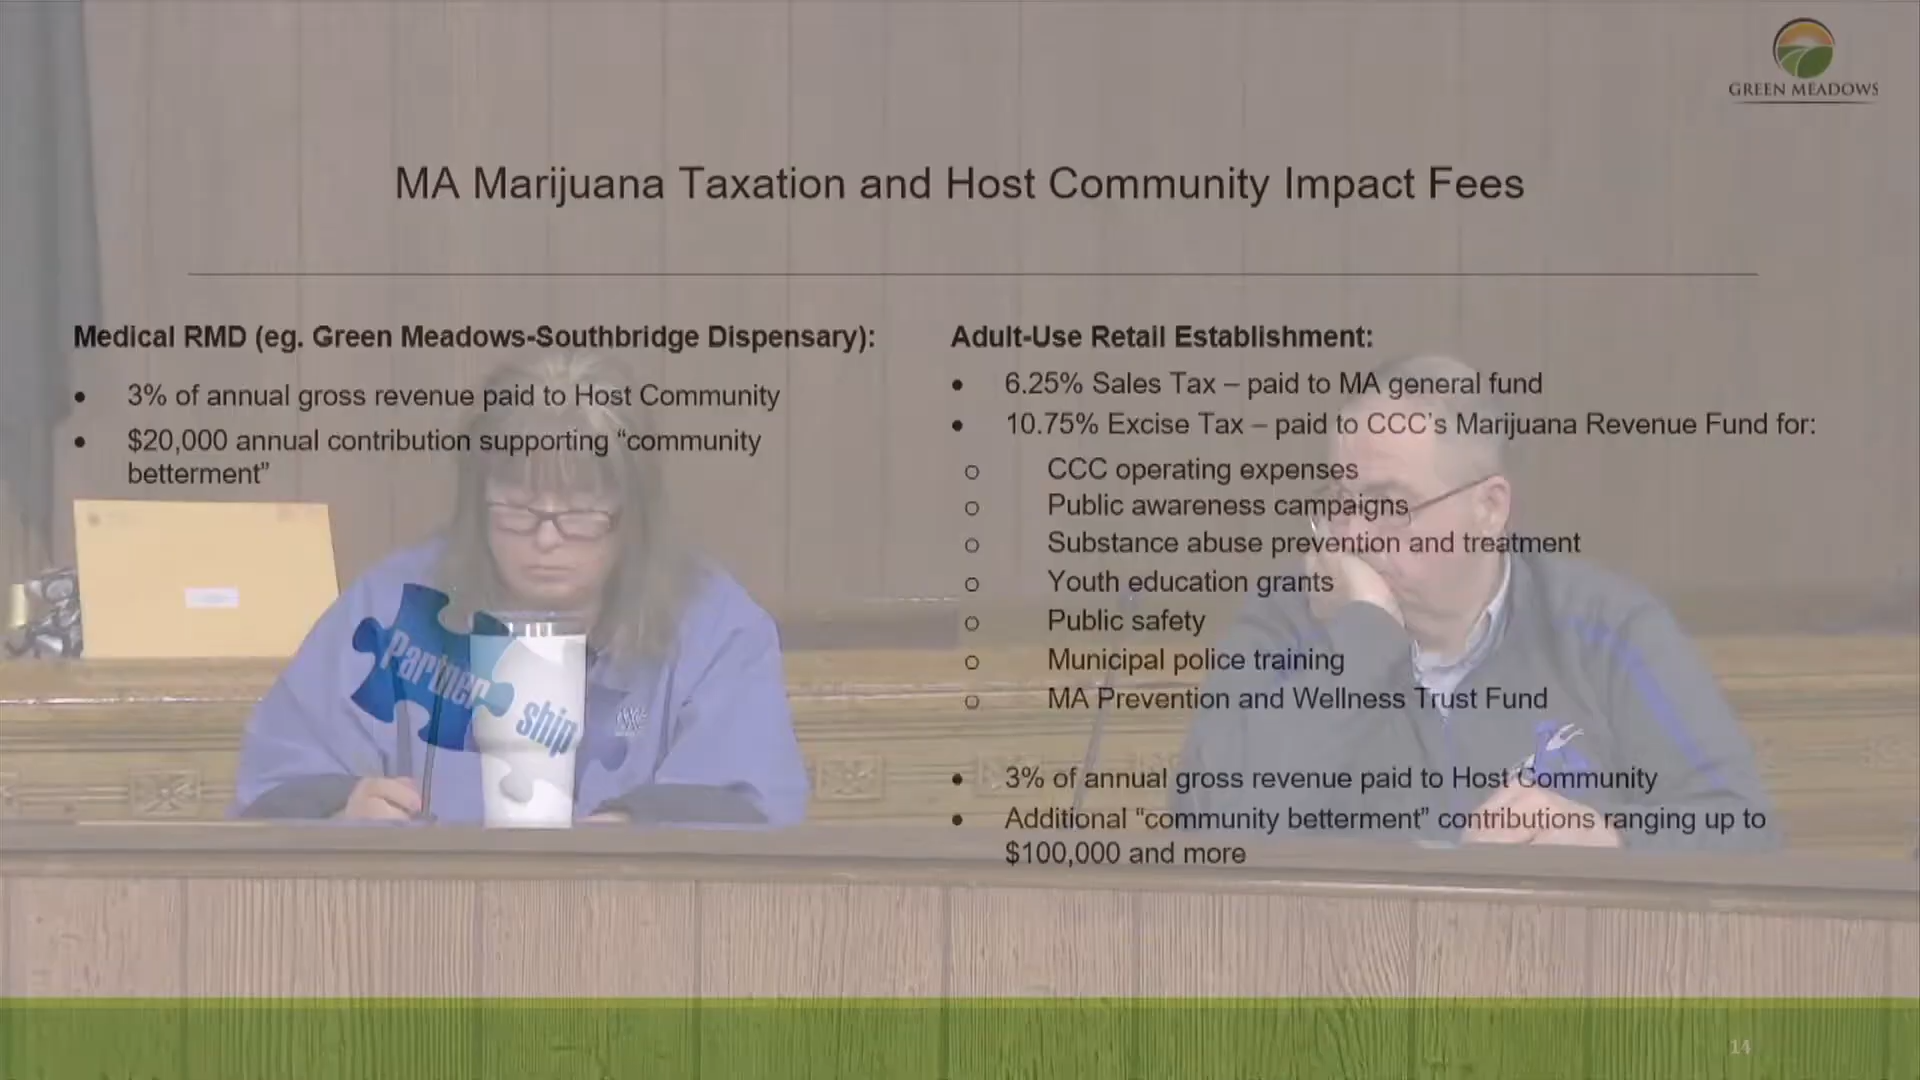 GREEN MEADOWS
MA Marijuana Taxation and Host Community Impact Fees
Medical RMD (eg. Green Meadows-Southbridge Dispensary):
• 3% of annual gross revenue paid to Host Community
• $20,000 annual contribution supporting “community
betterment”
Partner
ship
Adult-Use Retail Establishment:
• 6.25% Sales Tax – paid to MA general fund
• 10.75% Excise Tax – paid to CCC’s Marijuana Revenue Fund for:
o CCC operating expenses
o Public awareness campaigns
o Substance abuse prevention and treatment
o Youth education grants
o Public safety
o Municipal police training
o MA Prevention and Wellness Trust Fund
• 3% of annual gross revenue paid to Host Community
• Additional “community betterment” contributions ranging up to
$100,000 and more
14